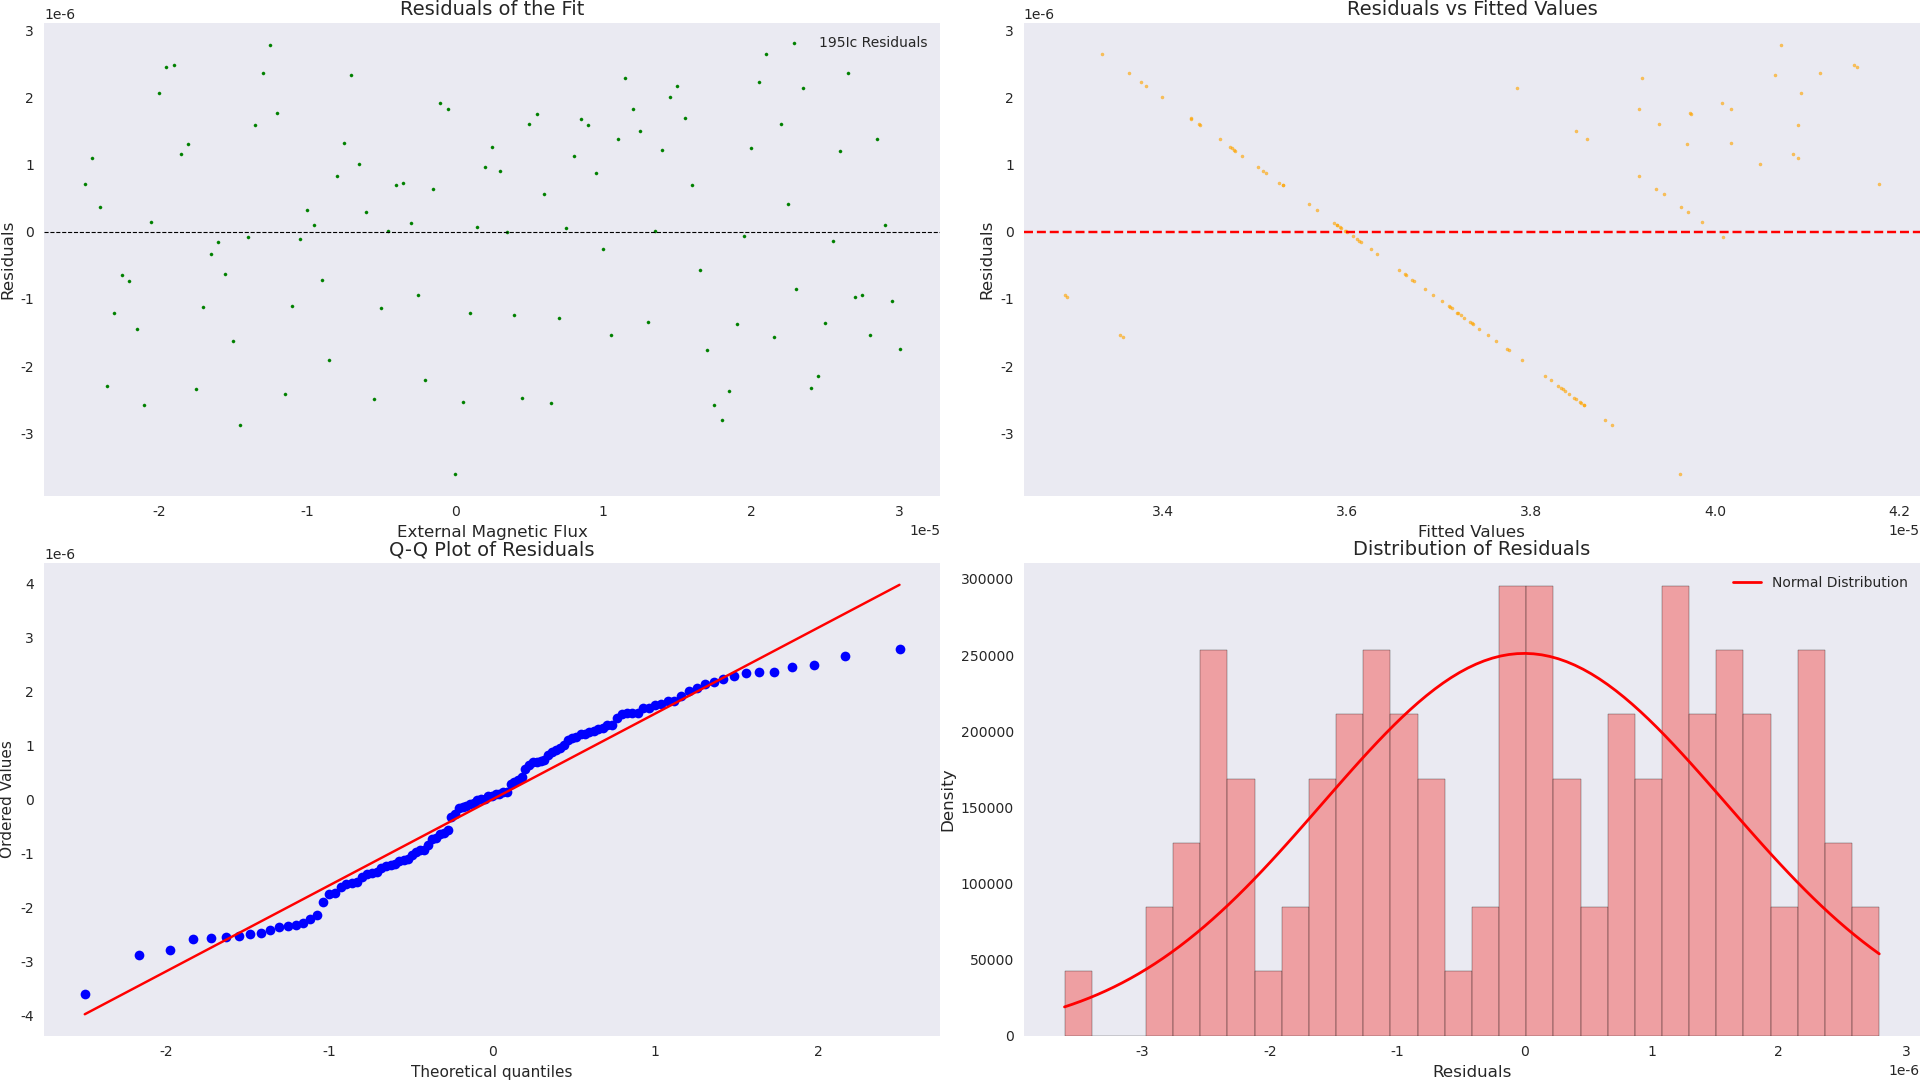 Residuals of the Fit
1e-6
3
2
1
0
-1
-2
-3
Residuals
195Ic Residuals
-2
-1
0
1
2
3
1e-5
External Magnetic Flux
Residuals vs Fitted Values
1e-6
3
2
1
0
-1
-2
-3
Residuals
3.4
3.6
3.8
4.0
4.2
1e-5
Fitted Values
Q-Q Plot of Residuals
1e-6
4
3
2
1
0
-1
-2
-3
-4
Ordered Values
-2
-1
0
1
2
Theoretical quantiles
Distribution of Residuals
300000
250000
200000
150000
100000
50000
0
Density
Normal Distribution
-3
-2
-1
0
1
2
3
1e-6
Residuals